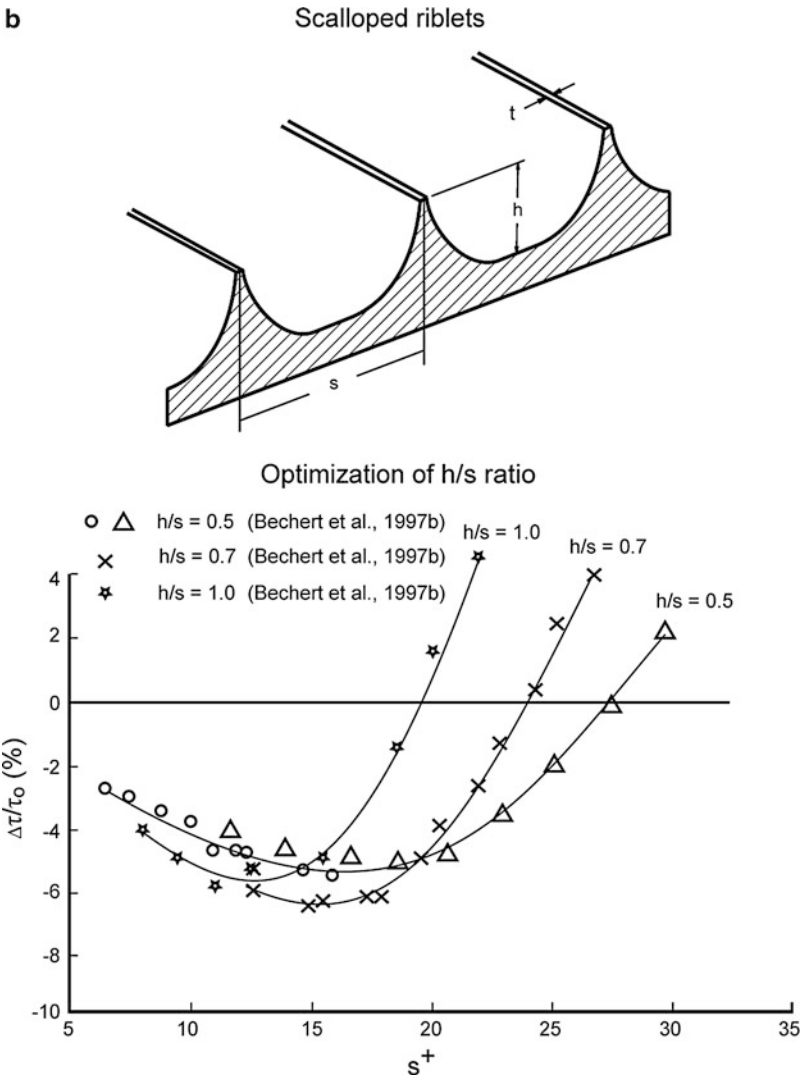 b
Scalloped riblets
t
h
s
Optimization of h/s ratio
h/s = 0.5 (Bechert et al., 1997b)
h/s = 0.7 (Bechert et al., 1997b)
h/s = 1.0 (Bechert et al., 1997b)
h/s = 1.0
h/s = 0.7
h/s = 0.5
4
2
0
-2
-4
-6
-8
-10
Δτ/τo (%)
5 10 15 20 25 30 35
s+